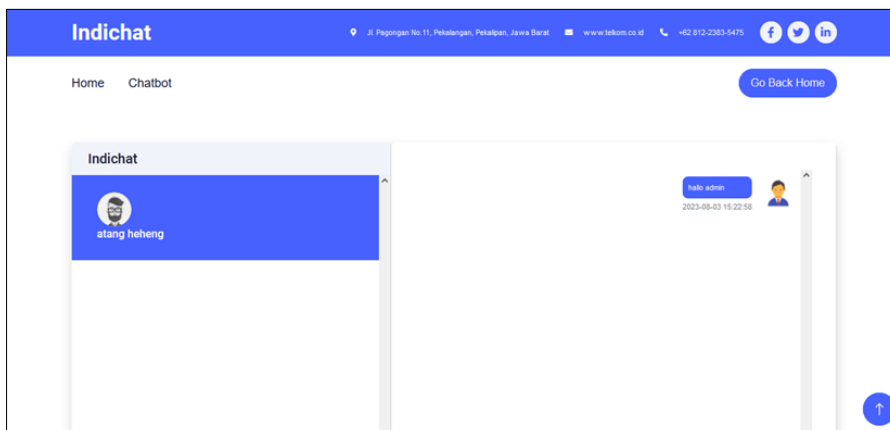 Indichat
Jl. Pagongan No.11, Pekalangan, Pekalipan, Jawa Barat www.telkom.co.id +62 812-2383-5475
Home Chatbot Go Back Home
Indichat
hallo admin
2023-08-03 15:22:58
atang heheng